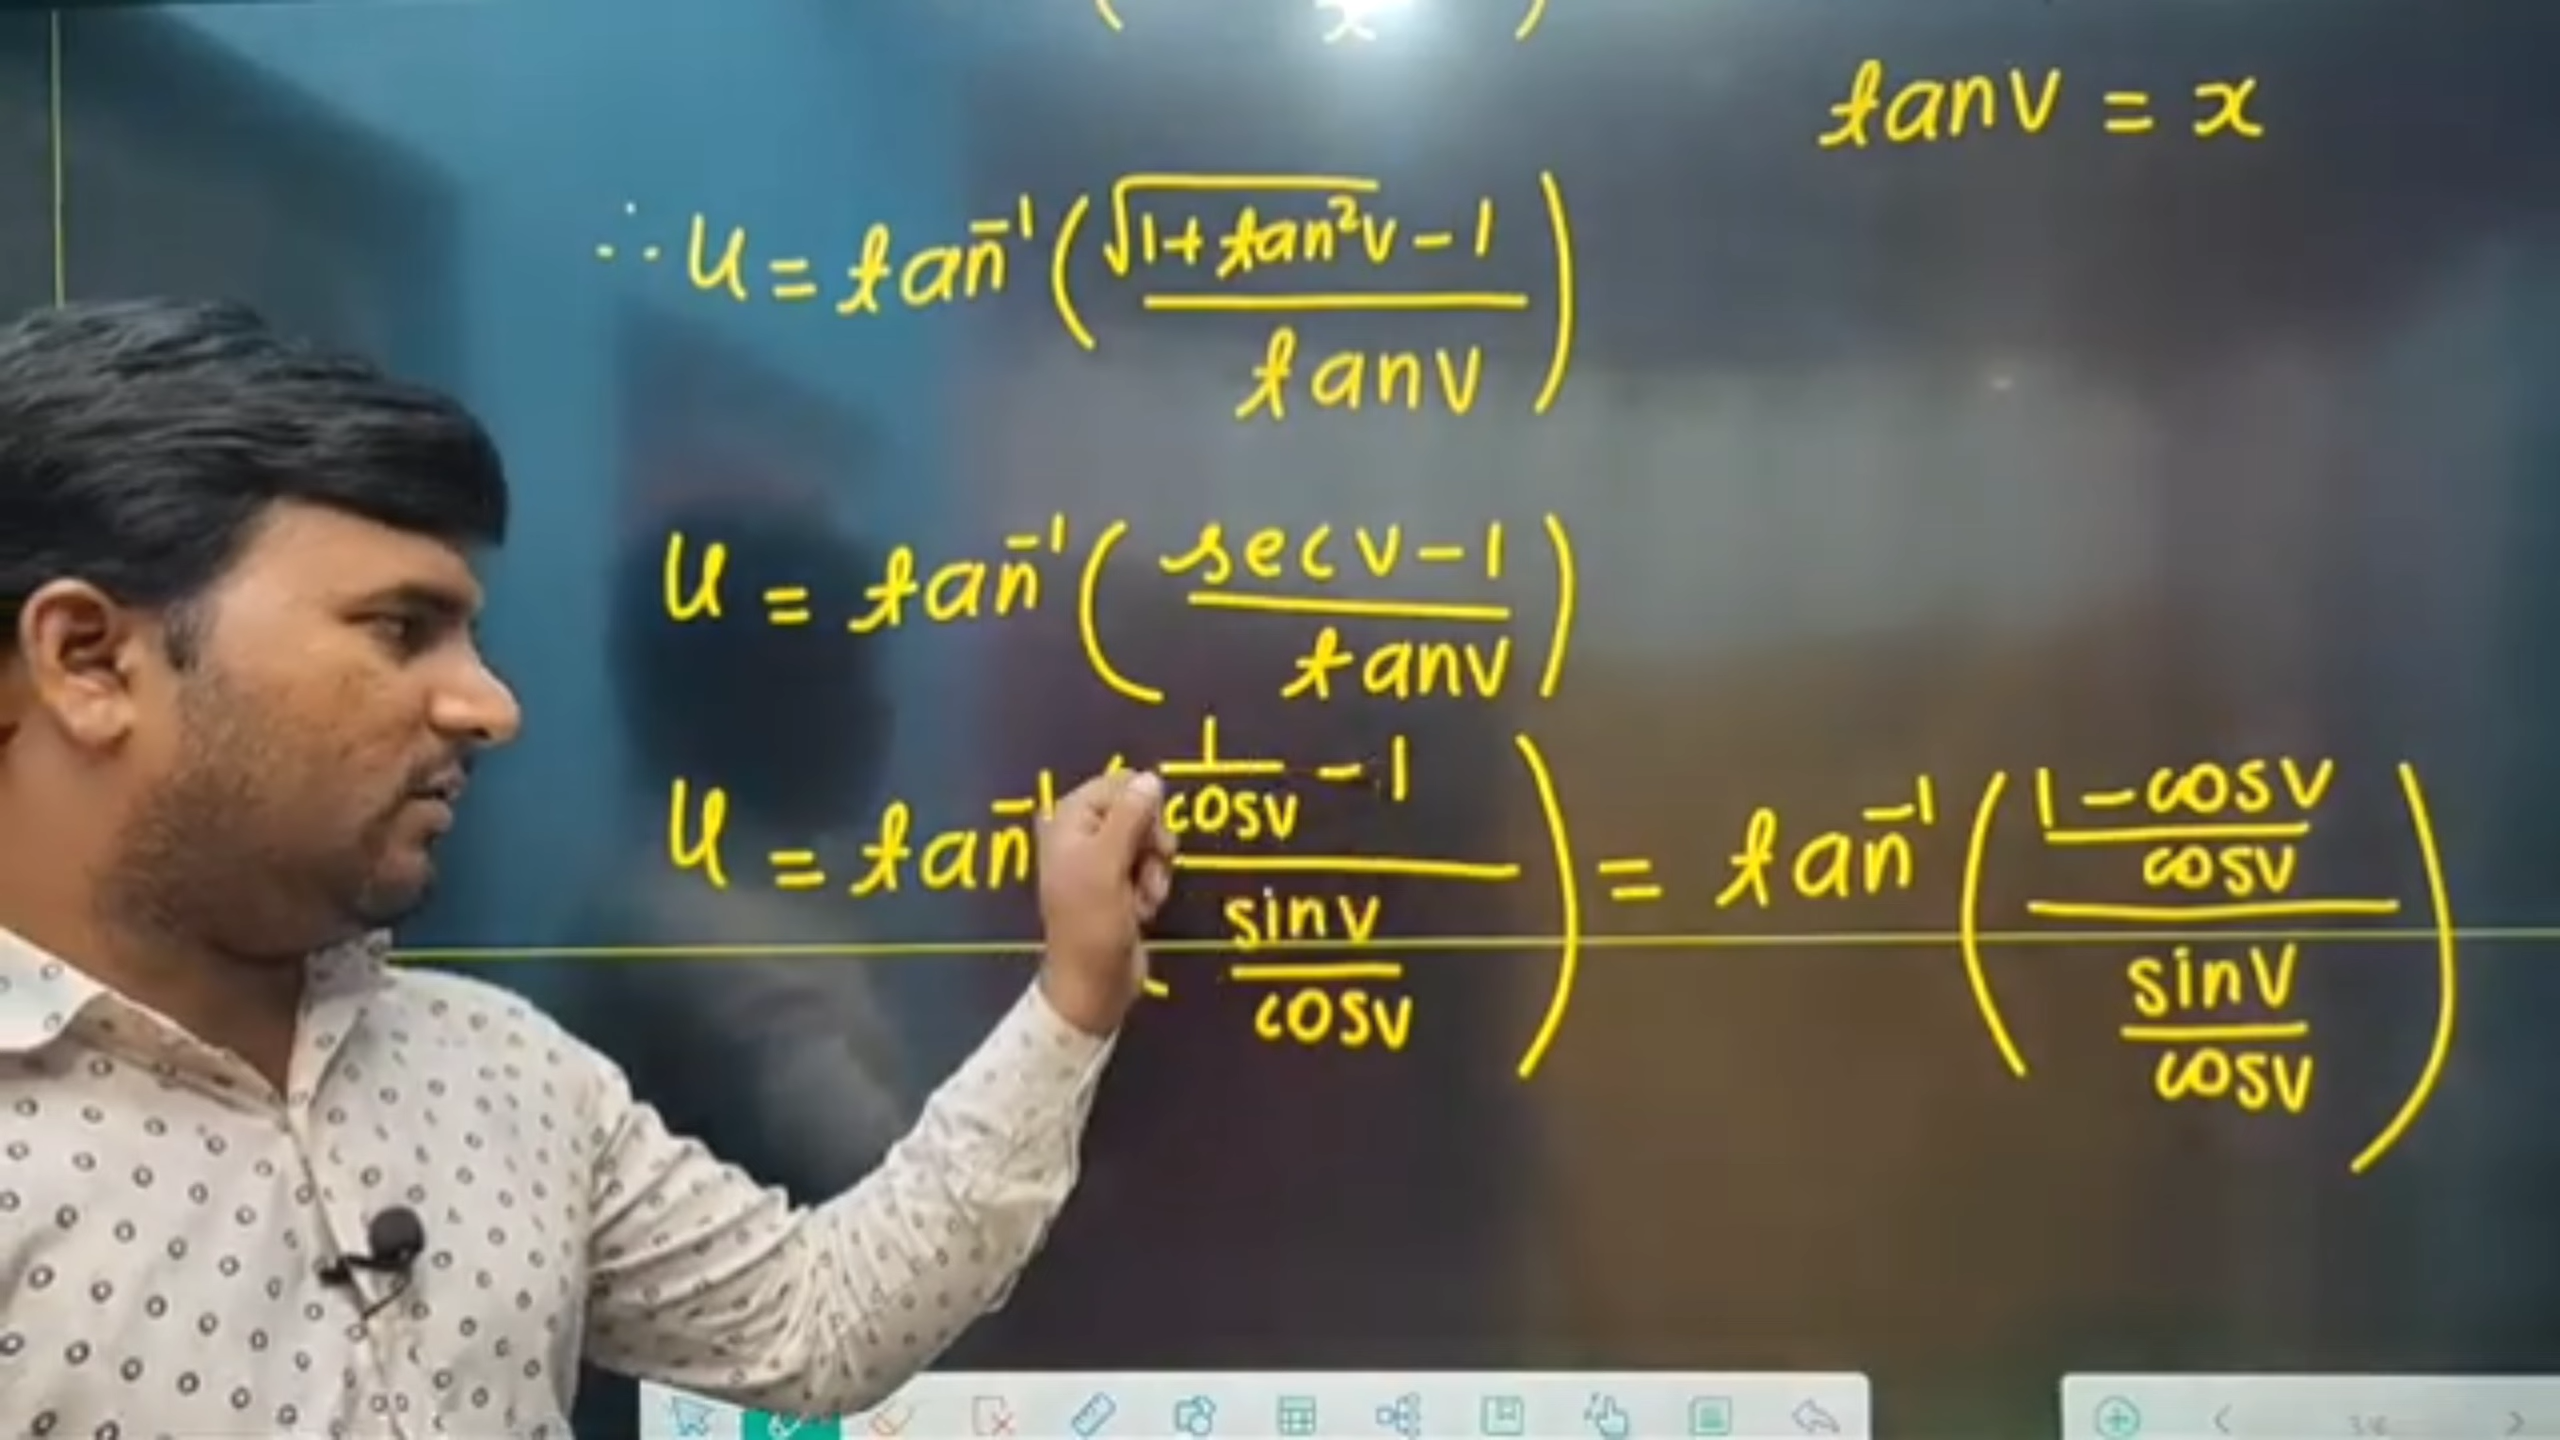 x
tanv = x
∴ u = tan⁻¹(√(1+tan²v) - 1 / tanv)
u = tan⁻¹(secv - 1 / tanv)
u = tan⁻¹((1/cosv - 1) / (sinv/cosv)) = tan⁻¹(((1 - cosv)/cosv) / (sinv/cosv))